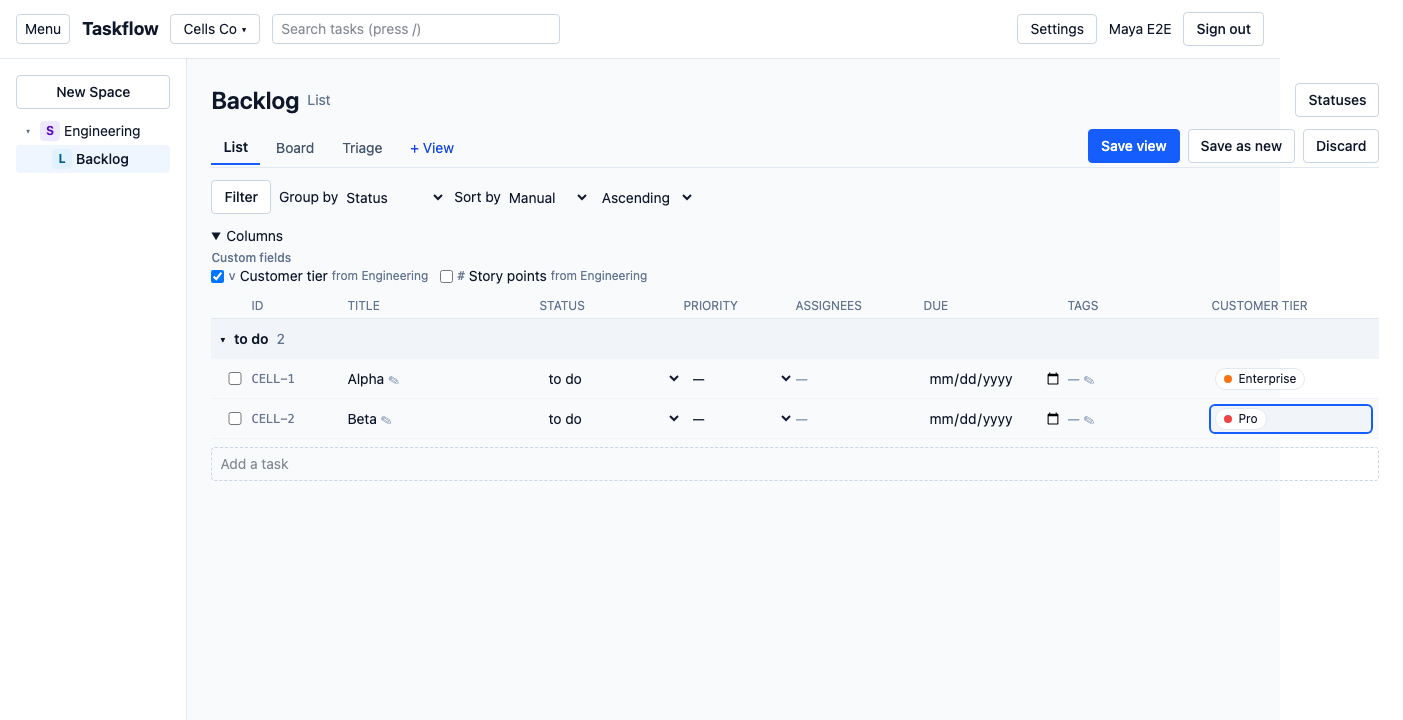 Menu Taskflow Cells Co ▾ Search tasks (press /) Settings Maya E2E Sign out
New Space
▾ S Engineering
L Backlog
Backlog List Statuses
List Board Triage + View Save view Save as new Discard
Filter Group by Status Sort by Manual Ascending
▼ Columns
Custom fields
v Customer tier from Engineering # Story points from Engineering
ID TITLE STATUS PRIORITY ASSIGNEES DUE TAGS CUSTOMER TIER
▾ to do 2
CELL-1 Alpha ✎ to do — — mm/dd/yyyy — ✎ Enterprise
CELL-2 Beta ✎ to do — — mm/dd/yyyy — ✎ Pro
Add a task